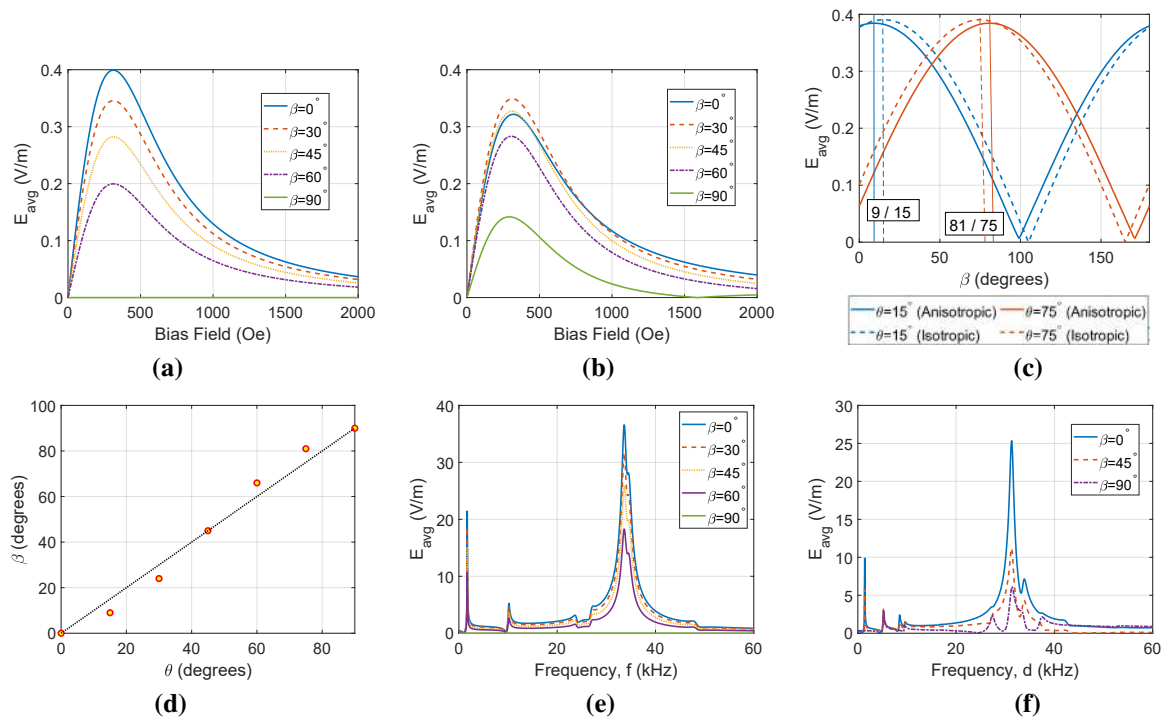 0.4
0.3
0.2
0.1
0
E_avg (V/m)
0 500 1000 1500 2000
Bias Field (Oe)
β=0°
β=30°
β=45°
β=60°
β=90°
(a)
0.4
0.3
0.2
0.1
0
E_avg (V/m)
0 500 1000 1500 2000
Bias Field (Oe)
β=0°
β=30°
β=45°
β=60°
β=90°
(b)
0.4
0.3
0.2
0.1
0
E_avg (V/m)
9 / 15
81 / 75
0 50 100 150
β (degrees)
θ=15° (Anisotropic) θ=75° (Anisotropic)
θ=15° (Isotropic) θ=75° (Isotropic)
(c)
100
80
60
40
20
0
β (degrees)
0 20 40 60 80
θ (degrees)
(d)
40
30
20
10
0
E_avg (V/m)
0 20 40 60
Frequency, f (kHz)
β=0°
β=30°
β=45°
β=60°
β=90°
(e)
30
25
20
15
10
5
0
E_avg (V/m)
0 20 40 60
Frequency, d (kHz)
β=0°
β=45°
β=90°
(f)